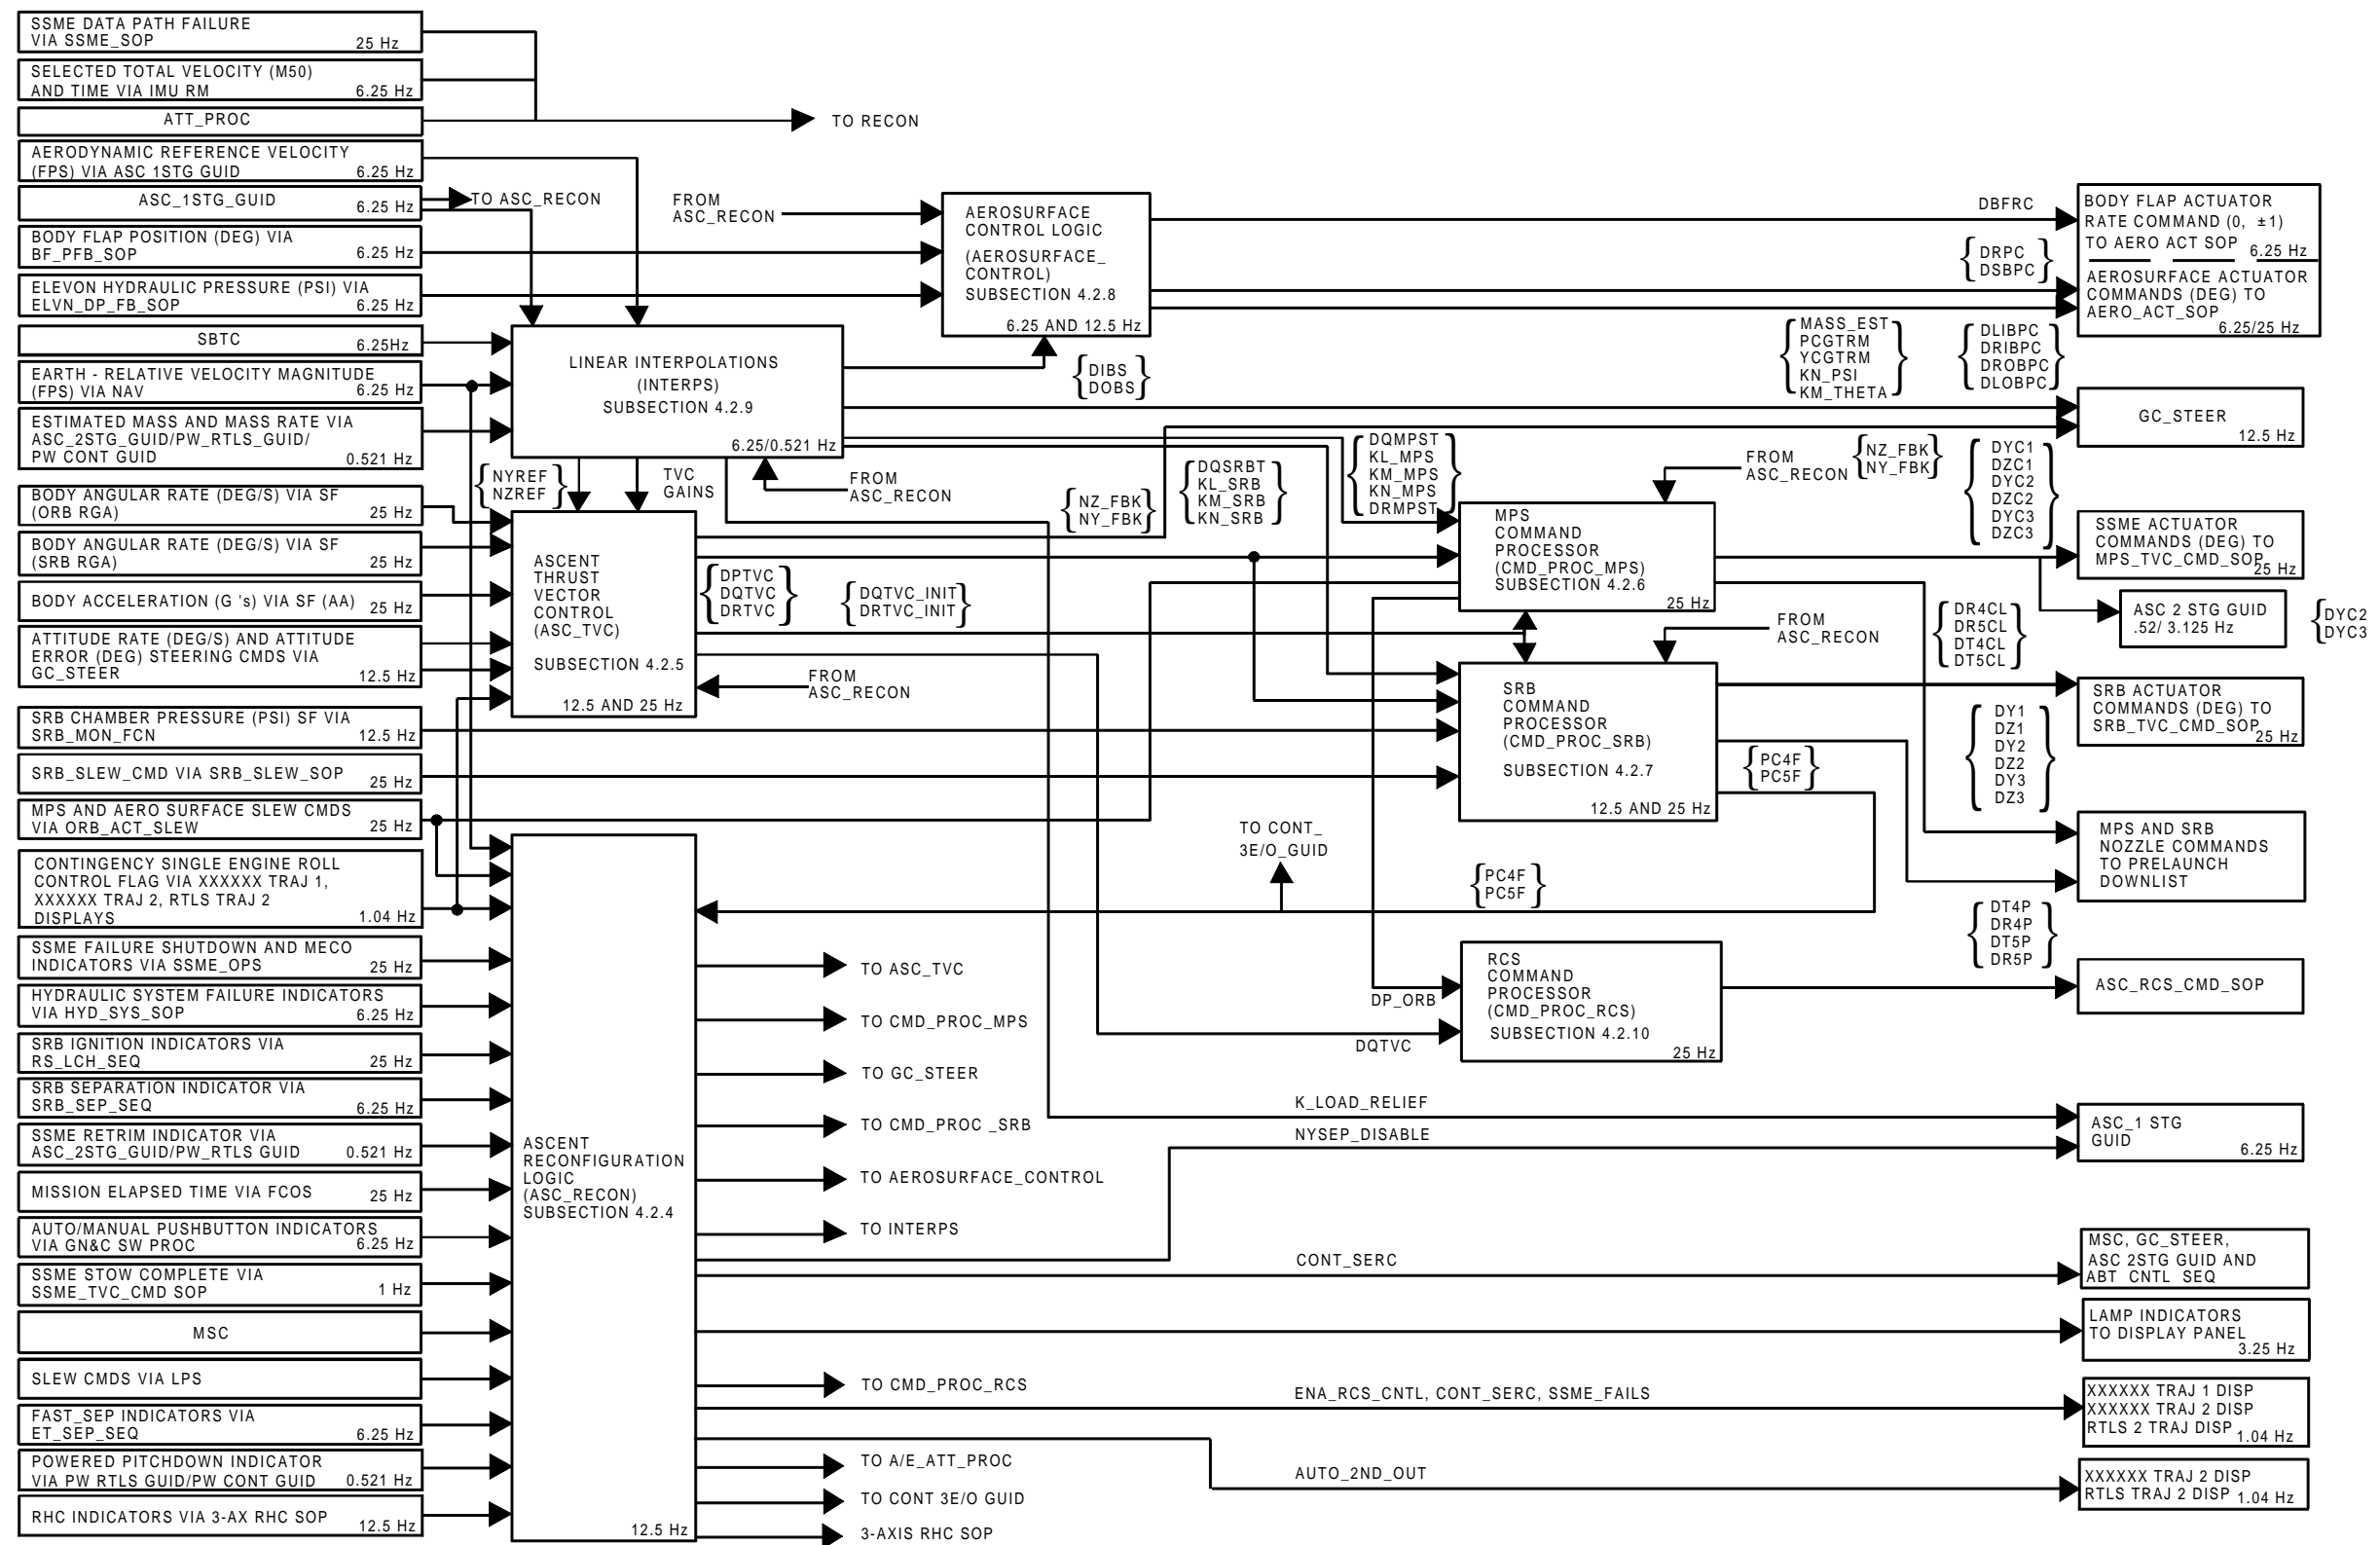 SSME DATA PATH FAILURE
VIA SSME_SOP 25 Hz
SELECTED TOTAL VELOCITY (M50)
AND TIME VIA IMU RM 6.25 Hz
ATT_PROC
TO RECON
AERODYNAMIC REFERENCE VELOCITY
(FPS) VIA ASC 1STG GUID 6.25 Hz
ASC_1STG_GUID
6.25 Hz
TO ASC_RECON
BODY FLAP POSITION (DEG) VIA
BF_PFB_SOP 6.25 Hz
ELEVON HYDRAULIC PRESSURE (PSI) VIA
ELVN_DP_FB_SOP 6.25 Hz
SBTC 6.25Hz
EARTH - RELATIVE VELOCITY MAGNITUDE
(FPS) VIA NAV 6.25 Hz
ESTIMATED MASS AND MASS RATE VIA
ASC_2STG_GUID/PW_RTLS_GUID/
PW CONT GUID 0.521 Hz
BODY ANGULAR RATE (DEG/S) VIA SF
(ORB RGA) 25 Hz
BODY ANGULAR RATE (DEG/S) VIA SF
(SRB RGA) 25 Hz
BODY ACCELERATION (G 's) VIA SF (AA) 25 Hz
ATTITUDE RATE (DEG/S) AND ATTITUDE
ERROR (DEG) STEERING CMDS VIA
GC_STEER 12.5 Hz
SRB CHAMBER PRESSURE (PSI) SF VIA
SRB_MON_FCN 12.5 Hz
SRB_SLEW_CMD VIA SRB_SLEW_SOP 25 Hz
MPS AND AERO SURFACE SLEW CMDS
VIA ORB_ACT_SLEW 25 Hz
CONTINGENCY SINGLE ENGINE ROLL
CONTROL FLAG VIA XXXXXX TRAJ 1,
XXXXXX TRAJ 2, RTLS TRAJ 2
DISPLAYS 1.04 Hz
SSME FAILURE SHUTDOWN AND MECO
INDICATORS VIA SSME_OPS 25 Hz
HYDRAULIC SYSTEM FAILURE INDICATORS
VIA HYD_SYS_SOP 6.25 Hz
SRB IGNITION INDICATORS VIA
RS_LCH_SEQ 25 Hz
SRB SEPARATION INDICATOR VIA
SRB_SEP_SEQ 6.25 Hz
SSME RETRIM INDICATOR VIA
ASC_2STG_GUID/PW_RTLS GUID 0.521 Hz
MISSION ELAPSED TIME VIA FCOS 25 Hz
AUTO/MANUAL PUSHBUTTON INDICATORS
VIA GN&C SW PROC 6.25 Hz
SSME STOW COMPLETE VIA
SSME_TVC_CMD SOP 1 Hz
MSC
SLEW CMDS VIA LPS
FAST_SEP INDICATORS VIA
ET_SEP_SEQ 6.25 Hz
POWERED PITCHDOWN INDICATOR
VIA PW RTLS GUID/PW CONT GUID 0.521 Hz
RHC INDICATORS VIA 3-AX RHC SOP 12.5 Hz
FROM
ASC_RECON
AEROSURFACE
CONTROL LOGIC
(AEROSURFACE_
CONTROL)
SUBSECTION 4.2.8
6.25 AND 12.5 Hz
LINEAR INTERPOLATIONS
(INTERPS)
SUBSECTION 4.2.9
6.25/0.521 Hz
DIBS
DOBS
NYREF
NZREF
TVC
GAINS
FROM
ASC_RECON
NZ_FBK
NY_FBK
DQSRBT
KL_SRB
KM_SRB
KN_SRB
DQMPST
KL_MPS
KM_MPS
KN_MPS
DRMPST
ASCENT
THRUST
VECTOR
CONTROL
(ASC_TVC)
SUBSECTION 4.2.5
12.5 AND 25 Hz
DPTVC
DQTVC
DRTVC
DQTVC_INIT
DRTVC_INIT
FROM
ASC_RECON
FROM
ASC_RECON
NZ_FBK
NY_FBK
MPS
COMMAND
PROCESSOR
(CMD_PROC_MPS)
SUBSECTION 4.2.6
25 Hz
FROM
ASC_RECON
SRB
COMMAND
PROCESSOR
(CMD_PROC_SRB)
SUBSECTION 4.2.7
12.5 AND 25 Hz
PC4F
PC5F
TO CONT_
3E/O_GUID
PC4F
PC5F
RCS
COMMAND
PROCESSOR
(CMD_PROC_RCS)
SUBSECTION 4.2.10
25 Hz
DP_ORB
DQTVC
ASCENT
RECONFIGURATION
LOGIC
(ASC_RECON)
SUBSECTION 4.2.4
12.5 Hz
TO ASC_TVC
TO CMD_PROC_MPS
TO GC_STEER
TO CMD_PROC _SRB
TO AEROSURFACE_CONTROL
TO INTERPS
TO CMD_PROC_RCS
TO A/E_ATT_PROC
TO CONT 3E/O GUID
3-AXIS RHC SOP
K_LOAD_RELIEF
NYSEP_DISABLE
CONT_SERC
ENA_RCS_CNTL, CONT_SERC, SSME_FAILS
AUTO_2ND_OUT
DBFRC
DRPC
DSBPC
MASS_EST
PCGTRM
YCGTRM
KN_PSI
KM_THETA
DLIBPC
DRIBPC
DROBPC
DLOBPC
DYC1
DZC1
DYC2
DZC2
DYC3
DZC3
DR4CL
DR5CL
DT4CL
DT5CL
DY1
DZ1
DY2
DZ2
DY3
DZ3
DT4P
DR4P
DT5P
DR5P
BODY FLAP ACTUATOR
RATE COMMAND (0, ±1)
TO AERO ACT SOP 6.25 Hz
AEROSURFACE ACTUATOR
COMMANDS (DEG) TO
AERO_ACT_SOP
6.25/25 Hz
GC_STEER
12.5 Hz
SSME ACTUATOR
COMMANDS (DEG) TO
MPS_TVC_CMD_SOP
25 Hz
ASC 2 STG GUID
.52/ 3.125 Hz
DYC2
DYC3
SRB ACTUATOR
COMMANDS (DEG) TO
SRB_TVC_CMD_SOP
25 Hz
MPS AND SRB
NOZZLE COMMANDS
TO PRELAUNCH
DOWNLIST
ASC_RCS_CMD_SOP
ASC_1 STG
GUID
6.25 Hz
MSC, GC_STEER,
ASC 2STG GUID AND
ABT CNTL SEQ
LAMP INDICATORS
TO DISPLAY PANEL
3.25 Hz
XXXXXX TRAJ 1 DISP
XXXXXX TRAJ 2 DISP
RTLS 2 TRAJ DISP 1.04 Hz
XXXXXX TRAJ 2 DISP
RTLS TRAJ 2 DISP 1.04 Hz